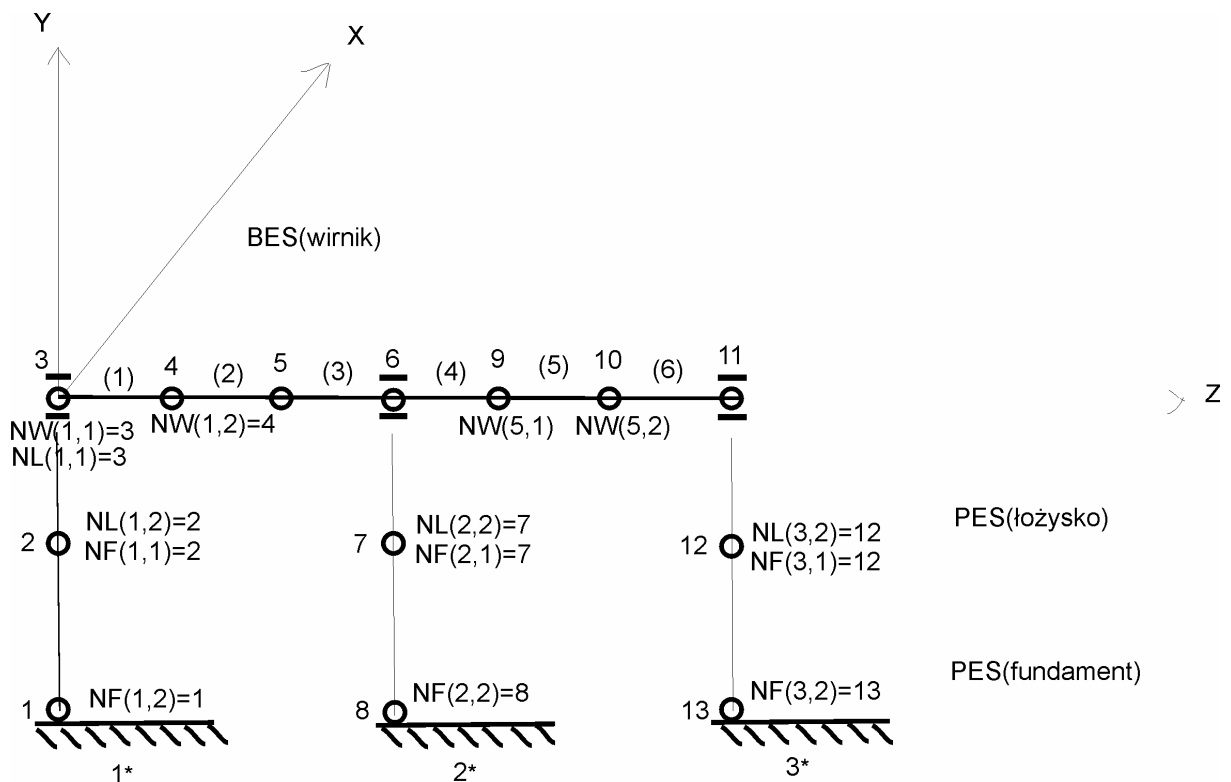 Y
X
BES(wirnik)
3 4 5 6 9 10 11
(1) (2) (3) (4) (5) (6)
Z
NW(1,1)=3 NW(1,2)=4 NW(5,1) NW(5,2)
NL(1,1)=3
NL(1,2)=2 NL(2,2)=7 NL(3,2)=12 PES(łożysko)
2 7 12
NF(1,1)=2 NF(2,1)=7 NF(3,1)=12
PES(fundament)
1 NF(1,2)=1 8 NF(2,2)=8 13 NF(3,2)=13
1* 2* 3*